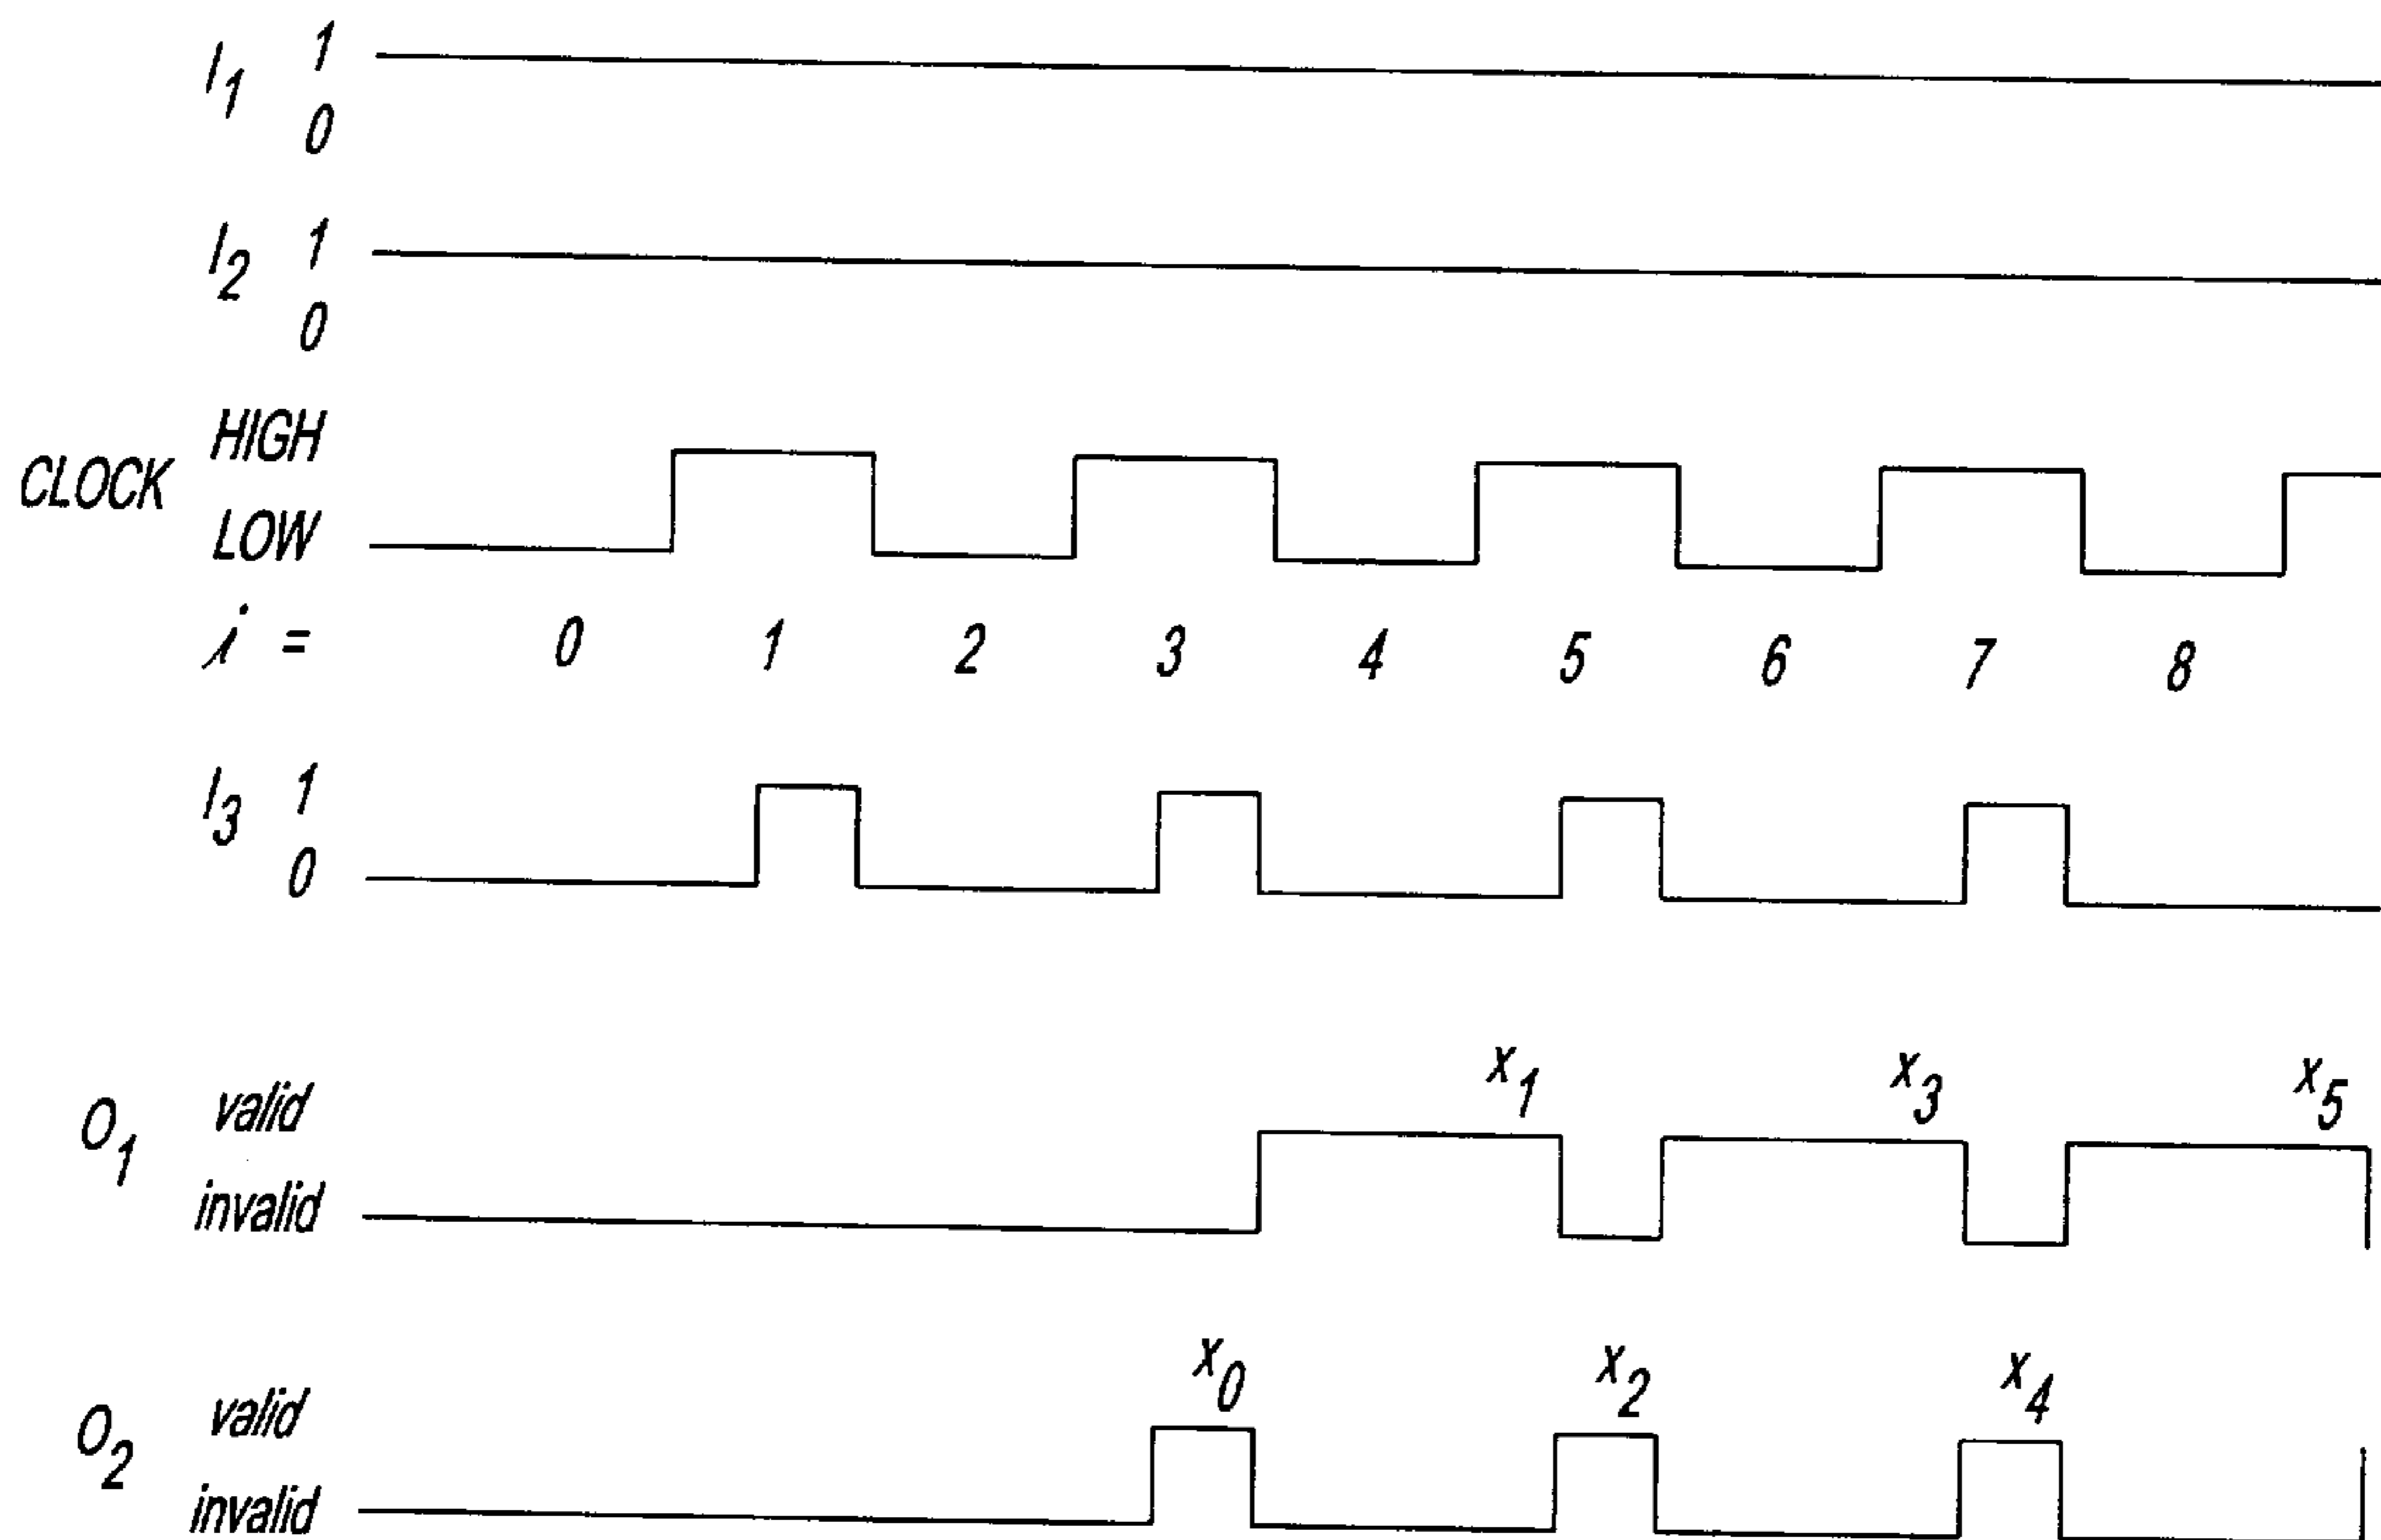 I1 1
0
I2 1
0
CLOCK HIGH
LOW
i = 0 1 2 3 4 5 6 7 8
I3 1
0
x1 x3 x5
O1 valid
invalid
x0 x2 x4
O2 valid
invalid